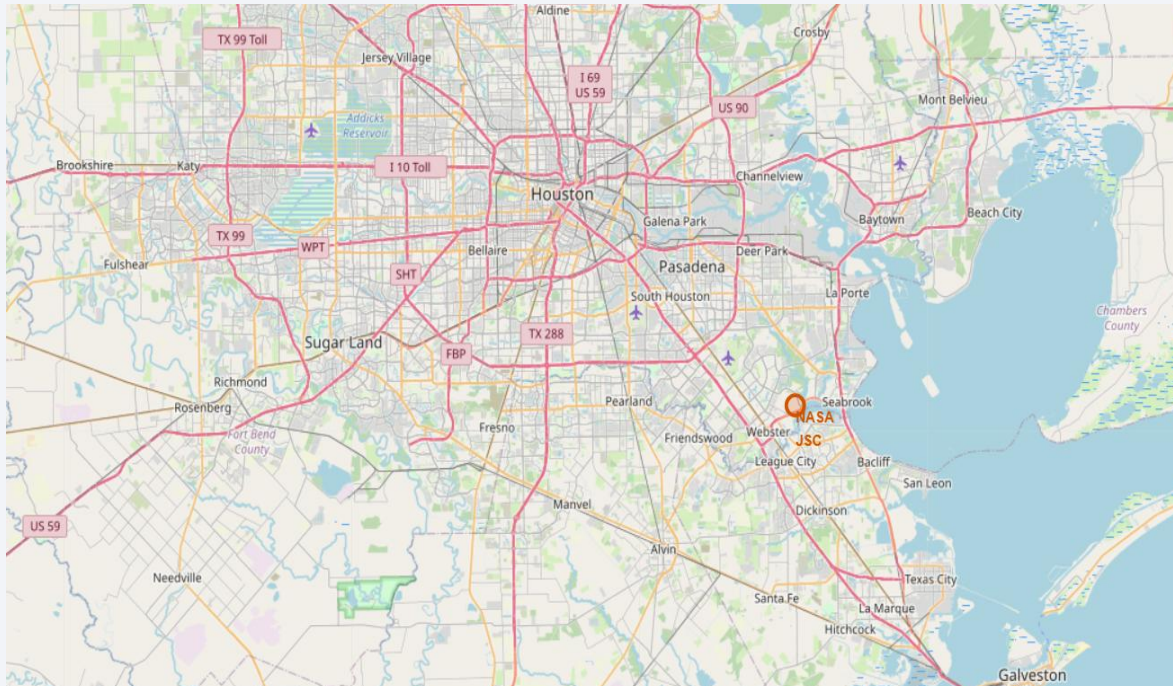 Aldine
TX 99 Toll
Crosby
Jersey Village
I 69
US 59
Mont Belvieu
US 90
Addicks
Reservoir
Brookshire
Katy
I 10 Toll
Channelview
Houston
Beach City
Galena Park
Baytown
TX 99
WPT
Bellaire
Deer Park
Fulshear
Pasadena
SHT
La Porte
South Houston
Chambers
County
TX 288
Sugar Land
FBP
Richmond
Pearland
Seabrook
Rosenberg
NASA
Fresno
Webster
Fort Bend
County
Friendswood
JSC
League City
Bacliff
San Leon
Manvel
Dickinson
US 59
Alvin
Needville
Texas City
Santa Fe
La Marque
Hitchcock
Galveston